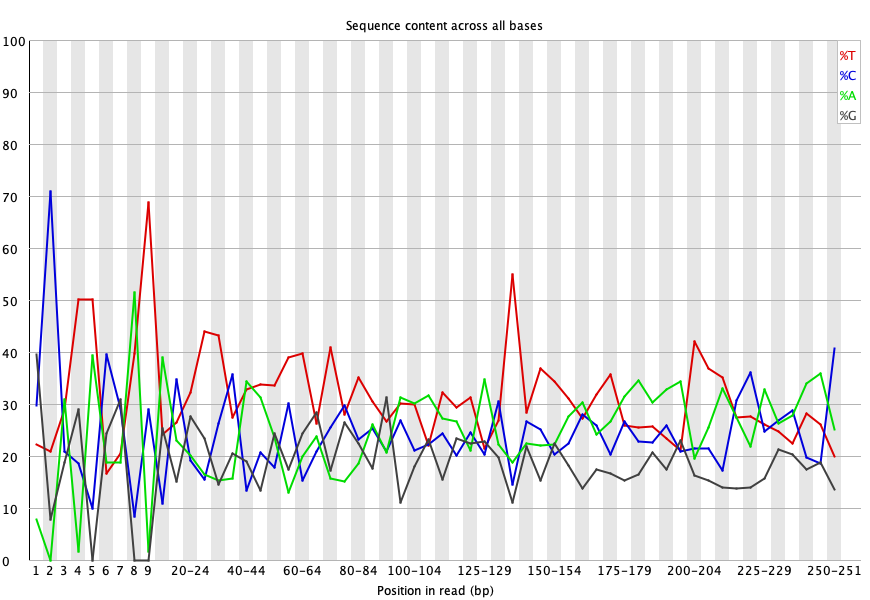 Sequence content across all bases
100
90
80
70
60
50
40
30
20
10
0
%T
%C
%A
%G
1 2 3 4 5 6 7 8 9 20-24 40-44 60-64 80-84 100-104 125-129 150-154 175-179 200-204 225-229 250-251
Position in read (bp)